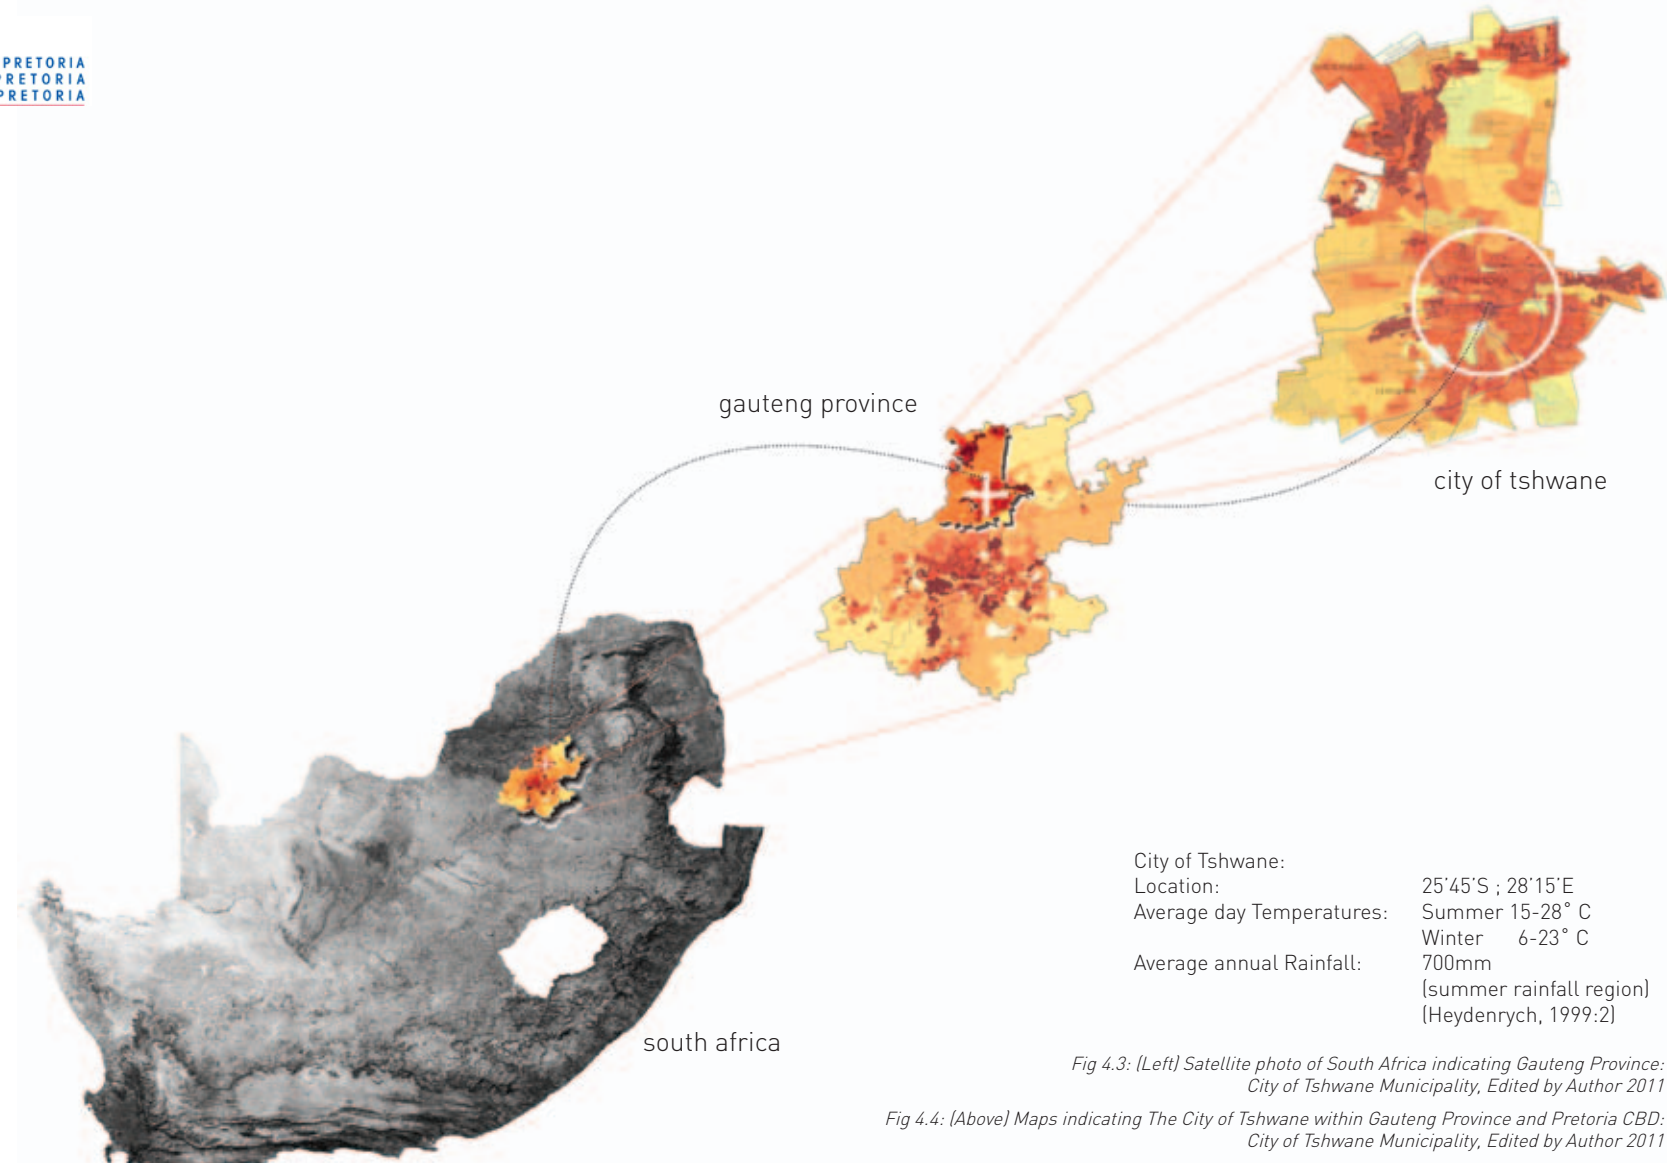 PRETORIA
PRETORIA
PRETORIA
gauteng province
city of tshwane
south africa
City of Tshwane:
Location: 25'45'S ; 28'15'E
Average day Temperatures: Summer 15-28° C
Winter 6-23° C
Average annual Rainfall: 700mm
(summer rainfall region)
(Heydenrych, 1999:2)
Fig 4.3: (Left) Satellite photo of South Africa indicating Gauteng Province:
City of Tshwane Municipality, Edited by Author 2011
Fig 4.4: (Above) Maps indicating The City of Tshwane within Gauteng Province and Pretoria CBD:
City of Tshwane Municipality, Edited by Author 2011